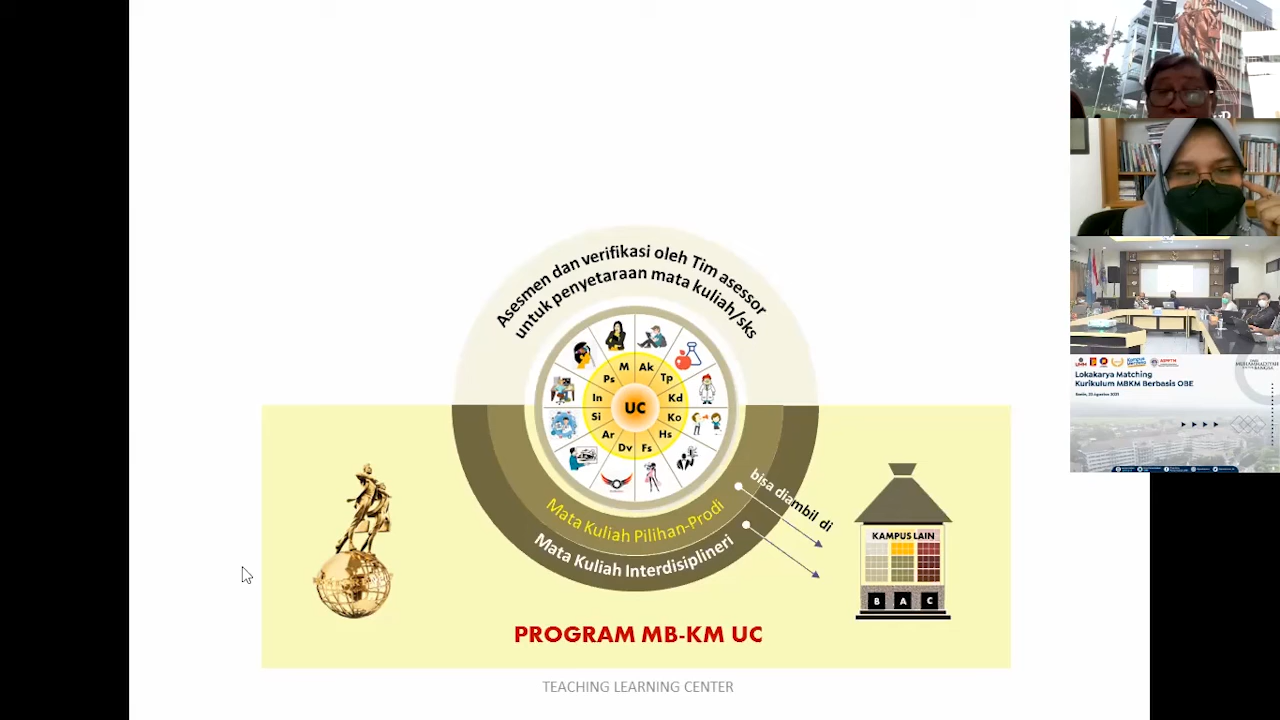 Asesmen dan verifikasi oleh Tim asesor
untuk penyetaraan mata kuliah/sks
M
Ak
Ps
Tp
In
UC
Kd
Si
Ko
Ar
Hs
Dv
Fs
Mata Kuliah Pilihan-Prodi
Mata Kuliah Interdisiplineri
bisa diambil di
KAMPUS LAIN
B A C
PROGRAM MB-KM UC
TEACHING LEARNING CENTER
Lokakarya Matching
Kurikulum MBKM Berbasis OBE